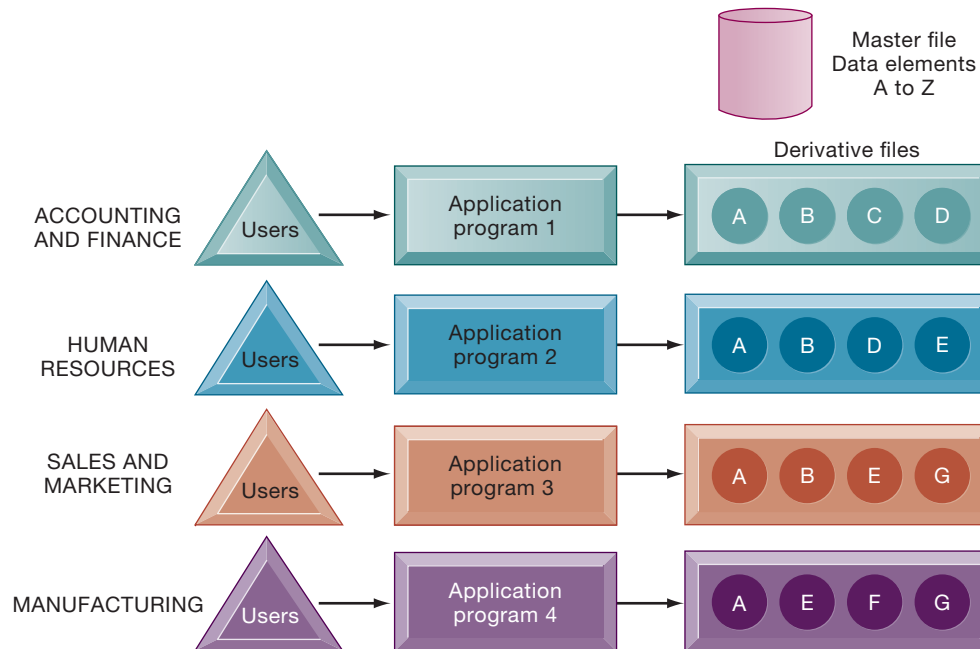 Master file
Data elements
A to Z
Derivative files
ACCOUNTING
AND FINANCE
Users
Application
program 1
A B C D
HUMAN
RESOURCES
Users
Application
program 2
A B D E
SALES AND
MARKETING
Users
Application
program 3
A B E G
MANUFACTURING
Users
Application
program 4
A E F G